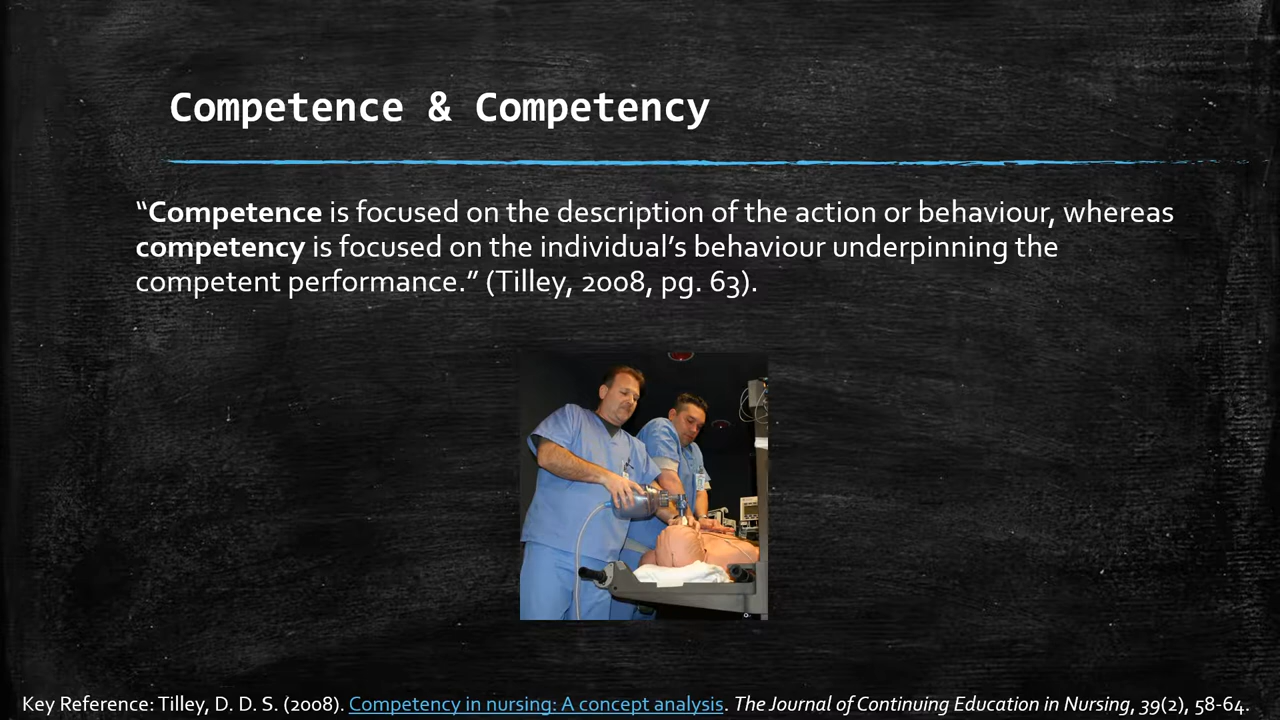 Competence & Competency
“Competence is focused on the description of the action or behaviour, whereas
competency is focused on the individual’s behaviour underpinning the
competent performance.” (Tilley, 2008, pg. 63).
Key Reference: Tilley, D. D. S. (2008). Competency in nursing: A concept analysis. The Journal of Continuing Education in Nursing, 39(2), 58-64.